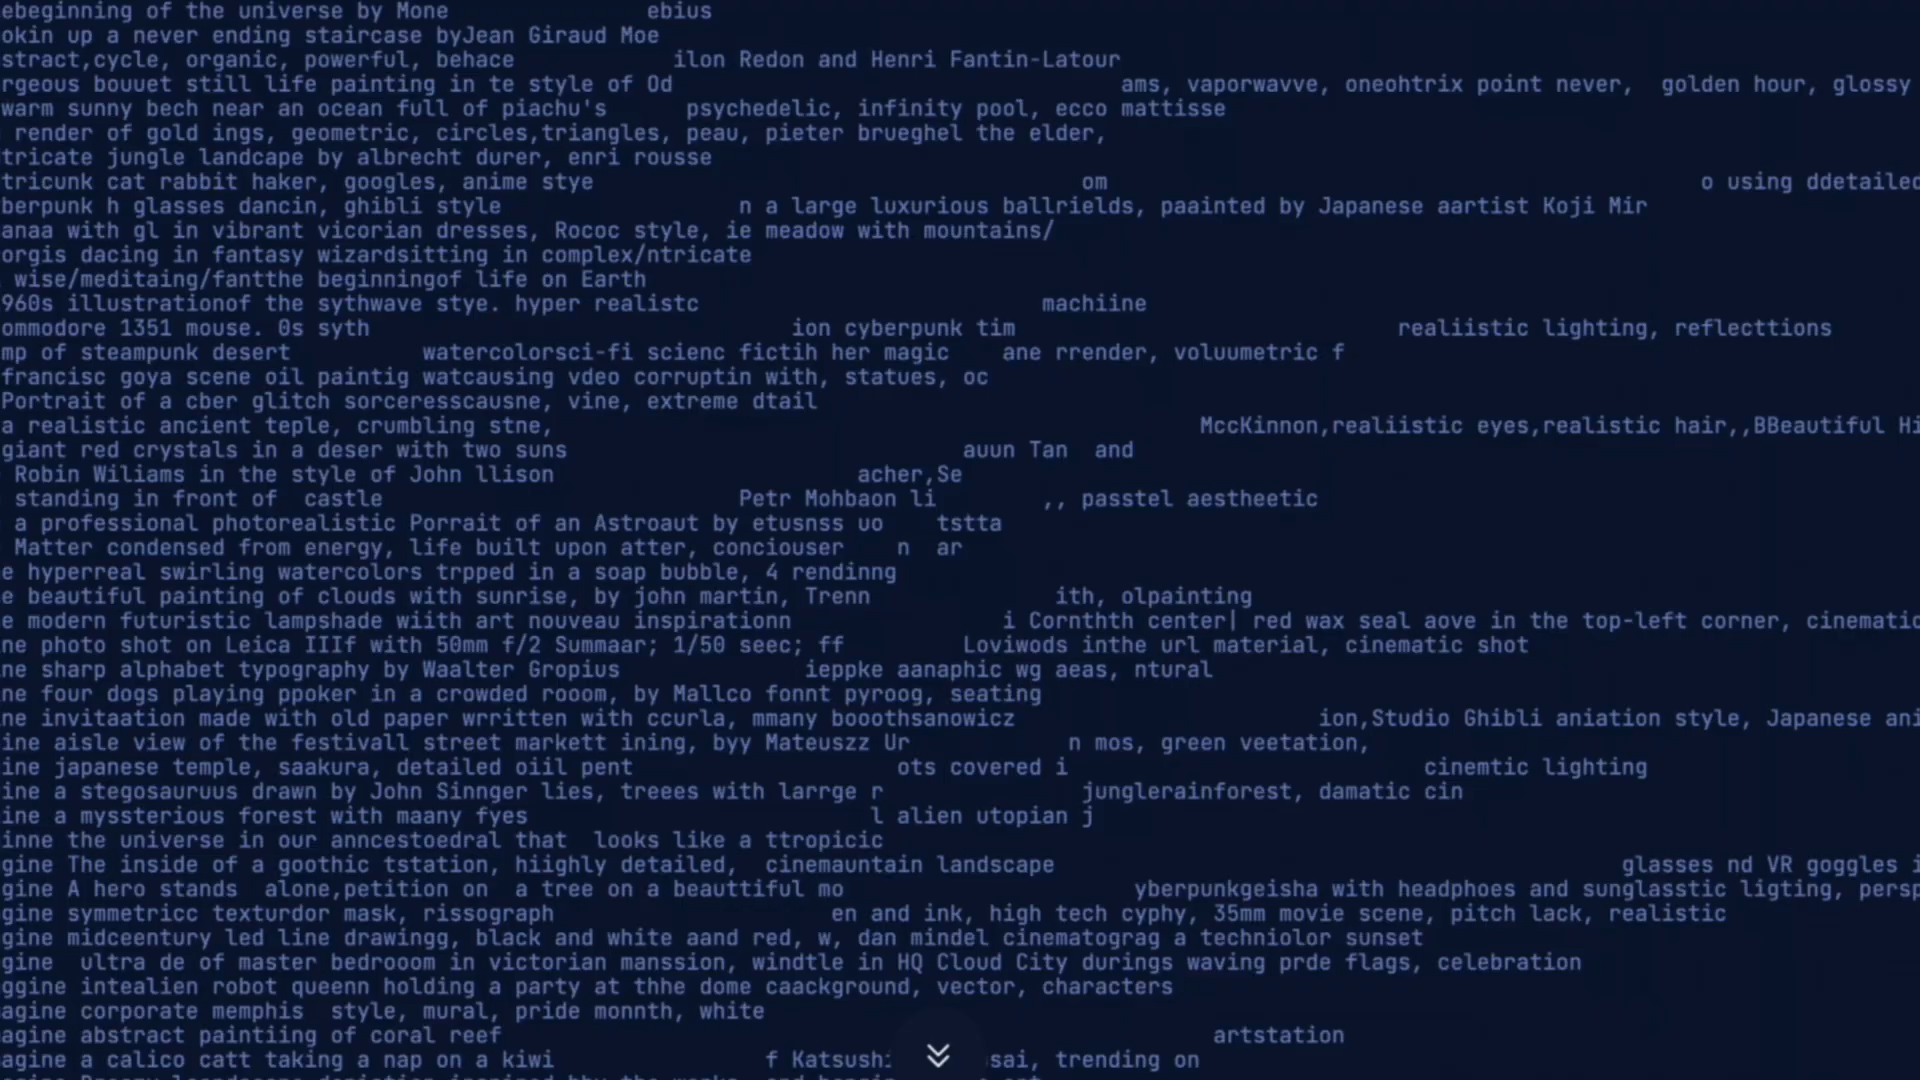 ebeginning of the universe by Mone ebius
okin up a never ending staircase byJean Giraud Moe
stract,cycle, organic, powerful, behace ilon Redon and Henri Fantin-Latour
rgeous bouuet still life painting in te style of Od ams, vaporwavve, oneohtrix point never, golden hour, glossy
warm sunny bech near an ocean full of piachu's psychedelic, infinity pool, ecco mattisse
render of gold ings, geometric, circles,triangles, peau, pieter brueghel the elder,
tricate jungle landcape by albrecht durer, enri rousse
tricunk cat rabbit haker, googles, anime stye om o using ddetailed
berpunk h glasses dancin, ghibli style n a large luxurious ballrields, paainted by Japanese aartist Koji Mir
anaa with gl in vibrant vicorian dresses, Rococ style, ie meadow with mountains/
orgis dacing in fantasy wizardsitting in complex/ntricate
wise/meditaing/fantthe beginningof life on Earth
960s illustrationof the sythwave stye. hyper realistc machiine
ommodore 1351 mouse. 0s syth ion cyberpunk tim realiistic lighting, reflecttions
mp of steampunk desert watercolorsci-fi scienc fictih her magic ane rrender, voluumetric f
francisc goya scene oil paintig watcausing vdeo corruptin with, statues, oc
Portrait of a cber glitch sorceresscausne, vine, extreme dtail
a realistic ancient teple, crumbling stne, MccKinnon,realiistic eyes,realistic hair,,BBeautiful Hi
giant red crystals in a deser with two suns auun Tan and
Robin Wiliams in the style of John llison acher,Se
standing in front of castle Petr Mohbaon li ,, passtel aestheetic
a professional photorealistic Porrait of an Astroaut by etusnss uo tstta
Matter condensed from energy, life built upon atter, conciouser n ar
e hyperreal swirling watercolors trpped in a soap bubble, 4 rendinng
e beautiful painting of clouds with sunrise, by john martin, Trenn ith, olpainting
e modern futuristic lampshade wiith art nouveau inspirationn i Cornthth center| red wax seal aove in the top-left corner, cinematic
ne photo shot on Leica IIIf with 50mm f/2 Summaar; 1/50 seec; ff Loviwods inthe url material, cinematic shot
ne sharp alphabet typography by Waalter Gropius ieppke aanaphic wg aeas, ntural
ne four dogs playing ppoker in a crowded rooom, by Mallco fonnt pyroog, seating
ne invitaation made with old paper wrritten with ccurla, mmany booothsanowicz ion,Studio Ghibli aniation style, Japanese ani
ine aisle view of the festivall street markett ining, byy Mateuszz Ur n mos, green veetation,
ine japanese temple, saakura, detailed oiil pent ots covered i cinemtic lighting
ine a stegosauruus drawn by John Sinnger lies, treees with larrge r junglerainforest, damatic cin
ine a myssterious forest with maany fyes l alien utopian j
inne the universe in our anncestoedral that looks like a ttropicic
gine The inside of a goothic tstation, hiighly detailed, cinemauntain landscape glasses nd VR goggles i
gine A hero stands alone,petition on a tree on a beauttiful mo yberpunkgeisha with headphoes and sunglasstic ligting, persp
gine symmetricc texturdor mask, rissograph en and ink, high tech cyphy, 35mm movie scene, pitch lack, realistic
gine midceentury led line drawingg, black and white aand red, w, dan mindel cinematograg a techniolor sunset
gine ultra de of master bedrooom in victorian manssion, windtle in HQ Cloud City durings waving prde flags, celebration
ggine intealien robot queenn holding a party at thhe dome caackground, vector, characters
agine corporate memphis style, mural, pride monnth, white
agine abstract paintiing of coral reef artstation
agine a calico catt taking a nap on a kiwi f Katsushi sai, trending on